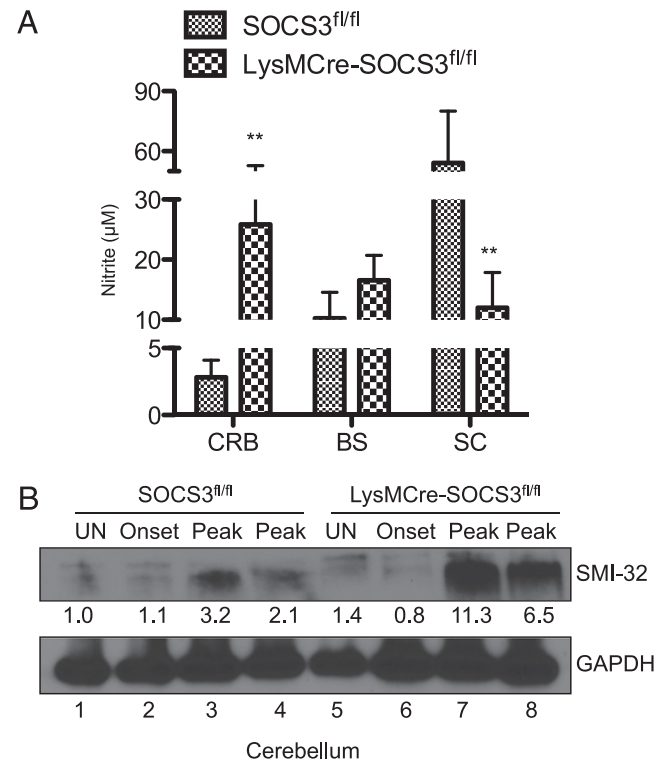 A
SOCS3fl/fl
LysMCre-SOCS3fl/fl
90
60
30
20
10
5
0
Nitrite (µM)
**
**
CRB BS SC
B
SOCS3fl/fl LysMCre-SOCS3fl/fl
UN Onset Peak Peak UN Onset Peak Peak
SMI-32
1.0 1.1 3.2 2.1 1.4 0.8 11.3 6.5
GAPDH
1 2 3 4 5 6 7 8
Cerebellum